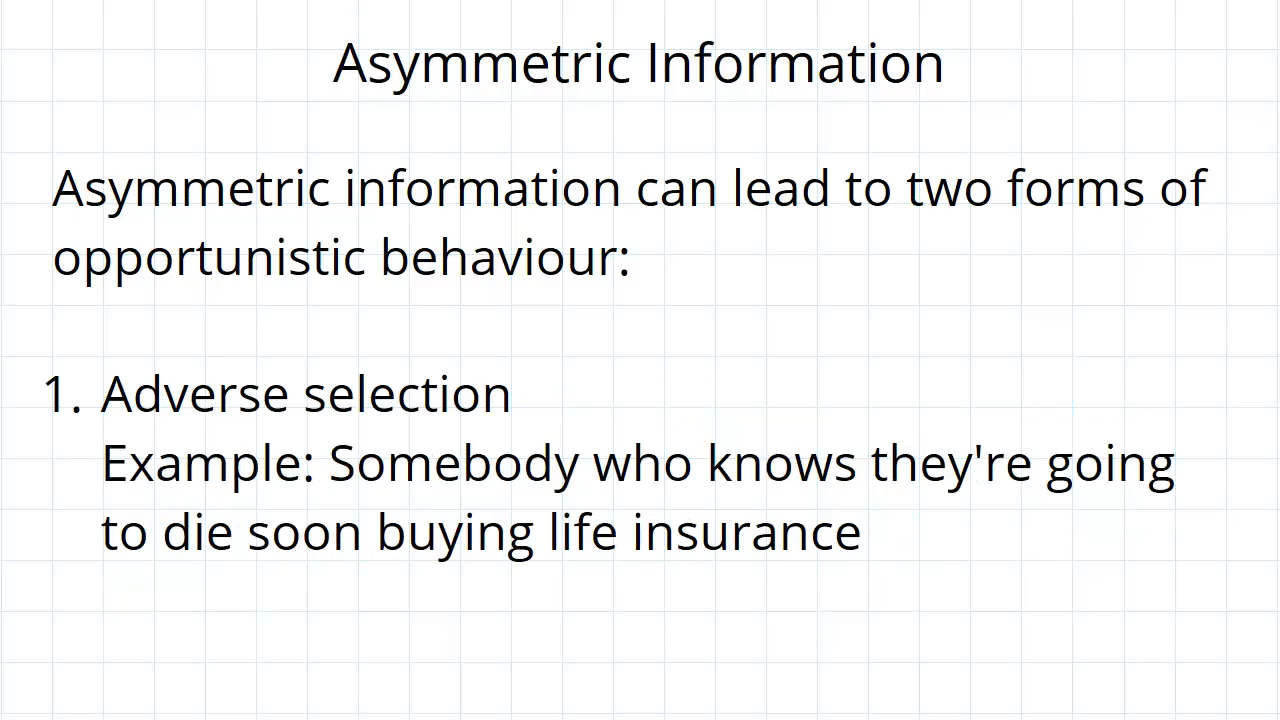 Asymmetric Information
Asymmetric information can lead to two forms of
opportunistic behaviour:
1. Adverse selection
Example: Somebody who knows they're going
to die soon buying life insurance